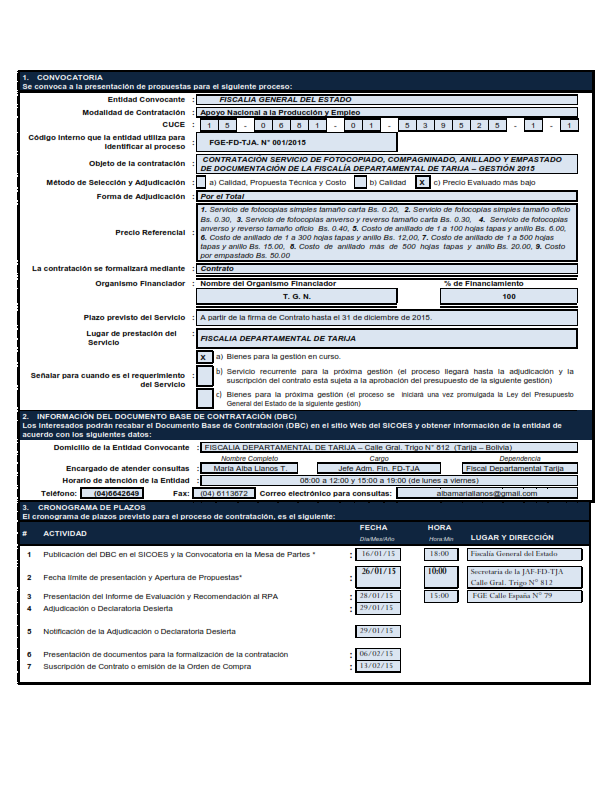 1. CONVOCATORIA
Se convoca a la presentación de propuestas para el siguiente proceso:
Entidad Convocante : FISCALIA GENERAL DEL ESTADO
Modalidad de Contratación : Apoyo Nacional a la Producción y Empleo
CUCE : 1 5 - 0 6 8 1 - 0 1 - 5 3 9 5 2 5 - 1 - 1
Código interno que la entidad utiliza para
Identificar al proceso : FGE-FD-TJA. N° 001/2015
Objeto de la contratación : CONTRATACIÓN SERVICIO DE FOTOCOPIADO, COMPAGNINADO, ANILLADO Y EMPASTADO
DE DOCUMENTACIÓN DE LA FISCALÍA DEPARTAMENTAL DE TARIJA – GESTIÓN 2015
Método de Selección y Adjudicación : a) Calidad, Propuesta Técnica y Costo b) Calidad X c) Precio Evaluado más bajo
Forma de Adjudicación : Por el Total
Precio Referencial : 1. Servicio de fotocopias simples tamaño carta Bs. 0.20, 2. Servicio de fotocopias simples tamaño oficio
Bs. 0.30, 3. Servicio de fotocopias anverso y reverso tamaño carta Bs. 0.30, 4. Servicio de fotocopias
anverso y reverso tamaño oficio Bs. 0.40, 5. Costo de anillado de 1 a 100 hojas tapas y anillo Bs. 6.00,
6. Costo de anillado de 1 a 300 hojas tapas y anillo Bs. 12,00, 7. Costo de anillado de 1 a 500 hojas
tapas y anillo Bs. 15.00, 8. Costo de anillado más de 500 hojas tapas y anillo Bs. 20.00, 9. Costo
por empastado Bs. 50.00
La contratación se formalizará mediante : Contrato
Organismo Financiador : Nombre del Organismo Financiador % de Financiamiento
T. G. N. 100
Plazo previsto del Servicio : A partir de la firma de Contrato hasta el 31 de diciembre de 2015.
Lugar de prestación del
Servicio : FISCALIA DEPARTAMENTAL DE TARIJA
Señalar para cuando es el requerimiento
del Servicio :
X a) Bienes para la gestión en curso.
b) Servicio recurrente para la próxima gestión (el proceso llegará hasta la adjudicación y la
suscripción del contrato está sujeta a la aprobación del presupuesto de la siguiente gestión)
c) Bienes para la próxima gestión (el proceso se iniciará una vez promulgada la Ley del Presupuesto
General del Estado de la siguiente gestión)
2. INFORMACIÓN DEL DOCUMENTO BASE DE CONTRATACIÓN (DBC)
Los interesados podrán recabar el Documento Base de Contratación (DBC) en el sitio Web del SICOES y obtener información de la entidad de
acuerdo con los siguientes datos:
Domicilio de la Entidad Convocante : FISCALIA DEPARTAMENTAL DE TARIJA – Calle Gral. Trigo N° 812 (Tarija – Bolivia)
Nombre Completo Cargo Dependencia
Encargado de atender consultas : Maria Alba Llanos T. Jefe Adm. Fin. FD-TJA Fiscal Departamental Tarija
Horario de atención de la Entidad : 08:00 a 12:00 y 15:00 a 19:00 (de lunes a viernes)
Teléfono: (04)6642649 Fax: (04) 6113672 Correo electrónico para consultas: albamariallanos@gmail.com
3. CRONOGRAMA DE PLAZOS
El cronograma de plazos previsto para el proceso de contratación, es el siguiente:
# ACTIVIDAD FECHA HORA LUGAR Y DIRECCIÓN
Día/Mes/Año Hora:Min
1 Publicación del DBC en el SICOES y la Convocatoria en la Mesa de Partes * : 16/01/15 18:00 Fiscalía General del Estado
2 Fecha límite de presentación y Apertura de Propuestas* : 26/01/15 10:00 Secretaria de la JAF-FD-TJA
Calle Gral. Trigo N° 812
3 Presentación del Informe de Evaluación y Recomendación al RPA : 28/01/15 15:00 FGE Calle España N° 79
4 Adjudicación o Declaratoria Desierta 29/01/15
5 Notificación de la Adjudicación o Declaratoria Desierta 29/01/15
6 Presentación de documentos para la formalización de la contratación : 06/02/15
7 Suscripción de Contrato o emisión de la Orden de Compra : 13/02/15